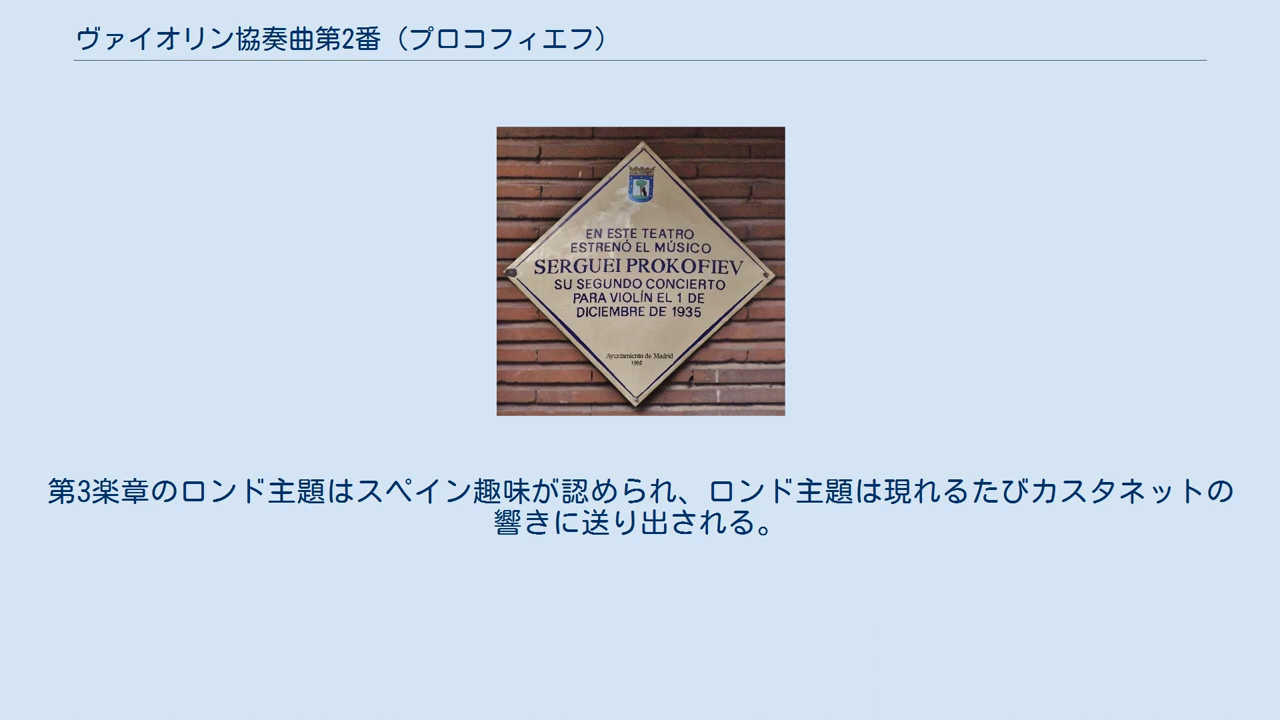 ヴァイオリン協奏曲第2番（プロコフィエフ）
EN ESTE TEATRO
ESTRENÓ EL MÚSICO
SERGUEI PROKOFIEV
SU SEGUNDO CONCIERTO
PARA VIOLÍN EL 1 DE
DICIEMBRE DE 1935
Ayuntamiento de Madrid
1992
第3楽章のロンド主題はスペイン趣味が認められ、ロンド主題は現れるたびカスタネットの
響きに送り出される。